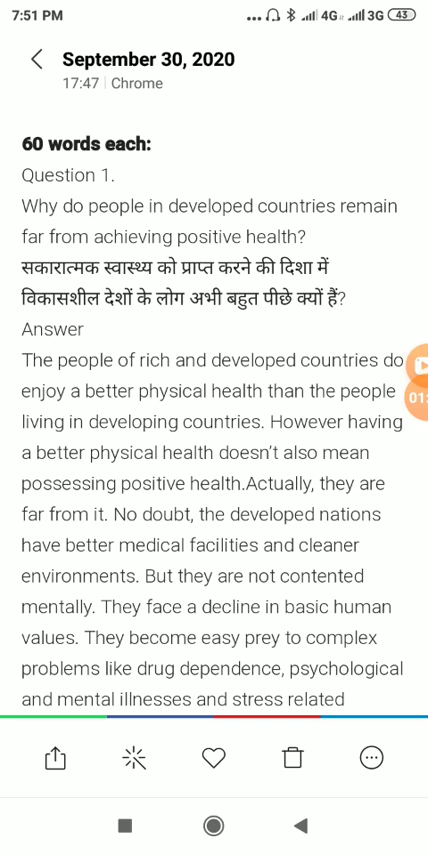 7:51 PM
4G 3G 43
September 30, 2020
17:47 | Chrome
60 words each:
Question 1.
Why do people in developed countries remain
far from achieving positive health?
सकारात्मक स्वास्थ्य को प्राप्त करने की दिशा में
विकासशील देशों के लोग अभी बहुत पीछे क्यों हैं?
Answer
The people of rich and developed countries do
enjoy a better physical health than the people
living in developing countries. However having
a better physical health doesn't also mean
possessing positive health.Actually, they are
far from it. No doubt, the developed nations
have better medical facilities and cleaner
environments. But they are not contented
mentally. They face a decline in basic human
values. They become easy prey to complex
problems like drug dependence, psychological
and mental illnesses and stress related